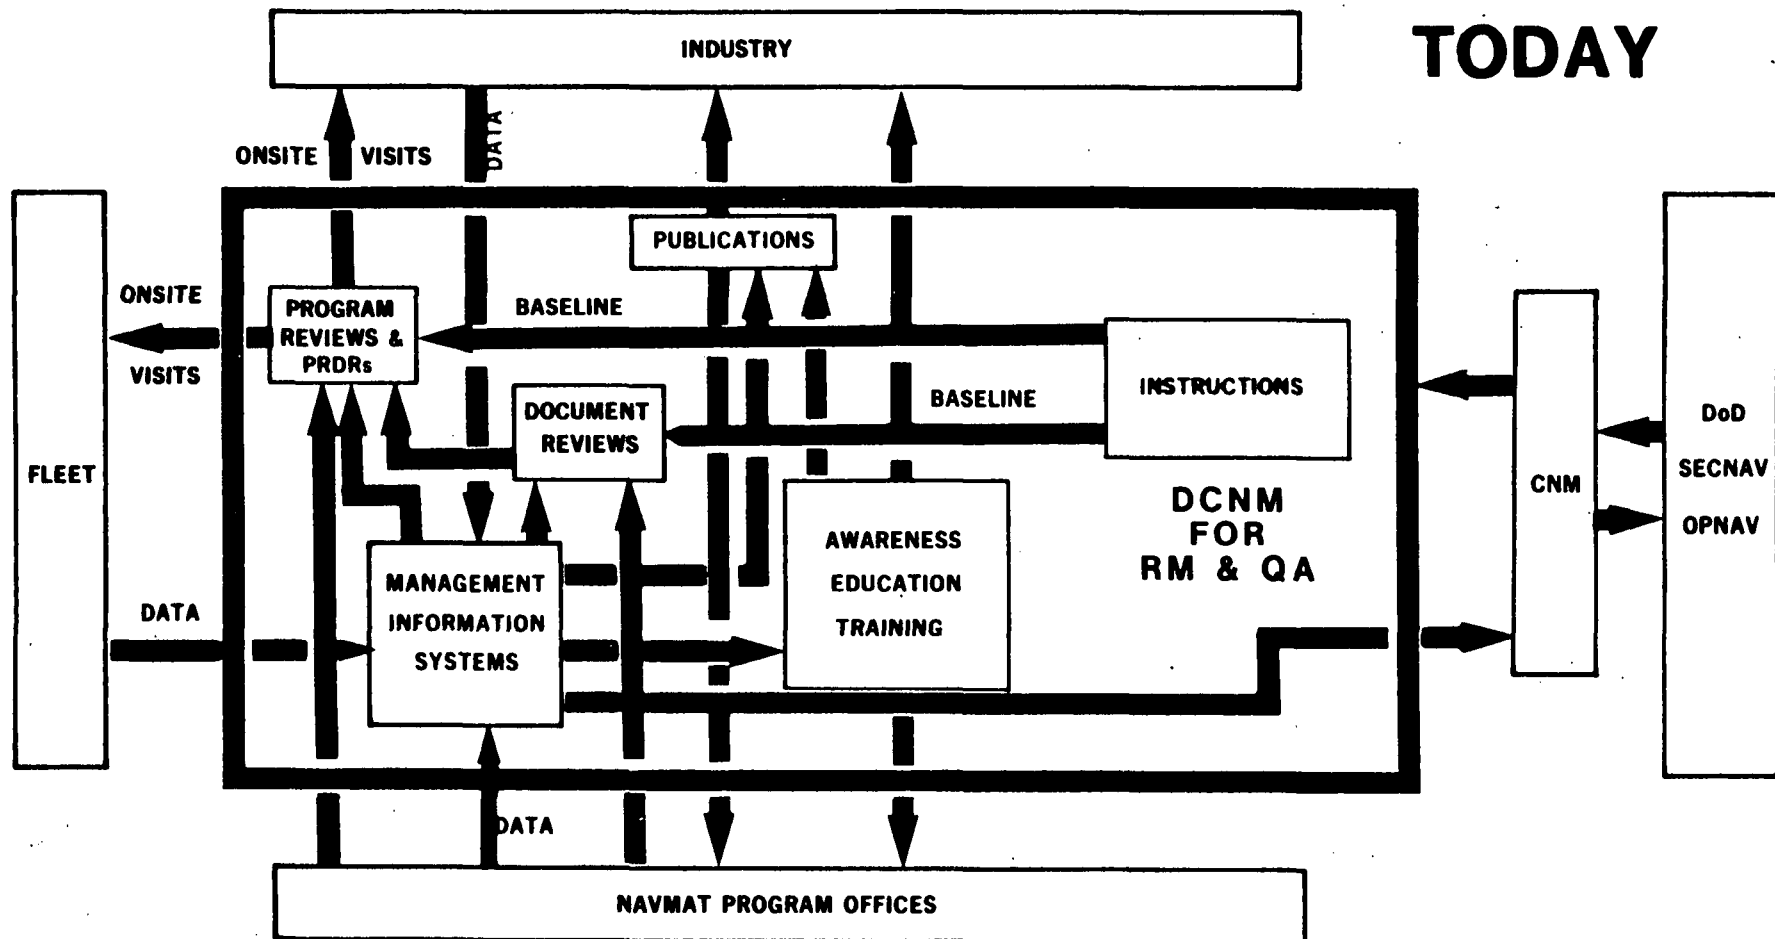 TODAY
INDUSTRY
ONSITE VISITS
DATA
PUBLICATIONS
ONSITE
VISITS
PROGRAM
REVIEWS &
PRDRs
BASELINE
INSTRUCTIONS
DOCUMENT
REVIEWS
BASELINE
FLEET
DCNM
FOR
RM & QA
CNM
DoD
SECNAV
OPNAV
MANAGEMENT
INFORMATION
SYSTEMS
AWARENESS
EDUCATION
TRAINING
DATA
DATA
NAVMAT PROGRAM OFFICES